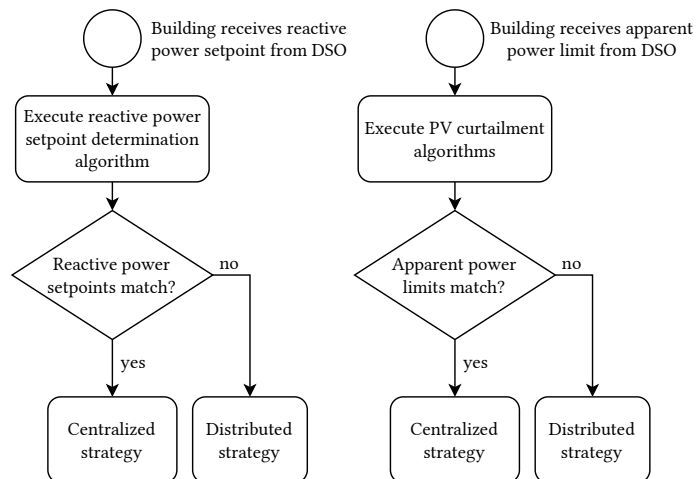 Building receives reactive
power setpoint from DSO
Execute reactive power
setpoint determination
algorithm
Reactive power
setpoints match?
no
yes
Centralized
strategy
Distributed
strategy
Building receives apparent
power limit from DSO
Execute PV curtailment
algorithms
Apparent power
limits match?
no
yes
Centralized
strategy
Distributed
strategy